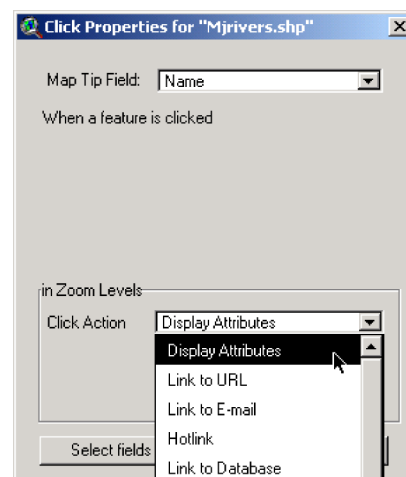 Click Properties for "Mjrivers.shp"
Map Tip Field: Name
When a feature is clicked
in Zoom Levels
Click Action Display Attributes
Display Attributes
Link to URL
Link to E-mail
Hotlink
Select fields
Link to Database